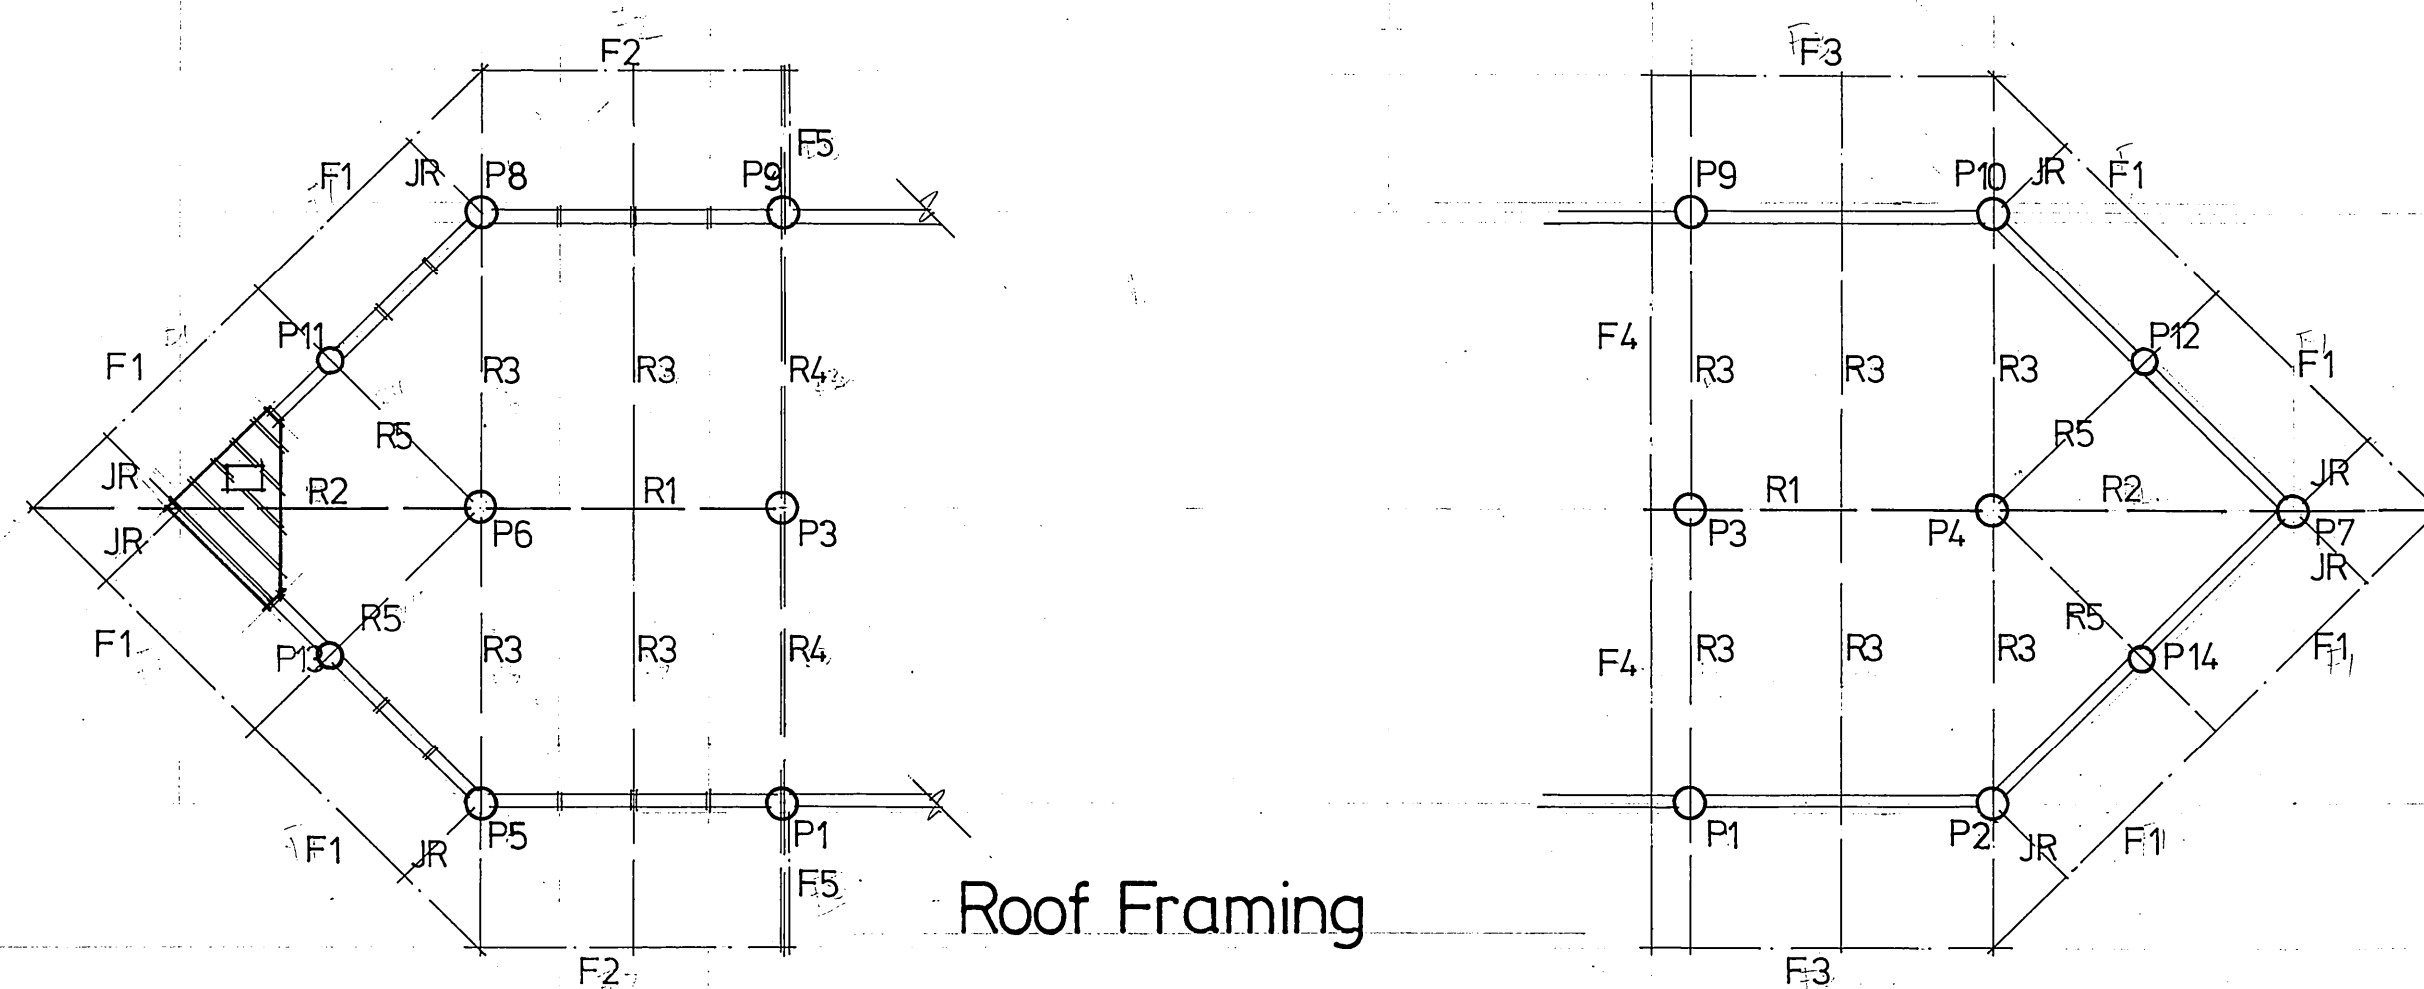 F2
F3
F5
F1
JR
P8
P9
P9
P10
JR
F1
P11
F4
P12
F1
R3
R3
R4
R3
R3
R3
F1
R5
R5
JR
R2
R1
R1
R2
JR
JR
P6
P3
P3
P4
P7
JR
F1
R5
R5
P13
R3
R3
R4
F4
R3
R3
R3
P14
F1
F1
JR
P5
P1
P1
P2
JR
F1
F5
Roof Framing
F2
F3